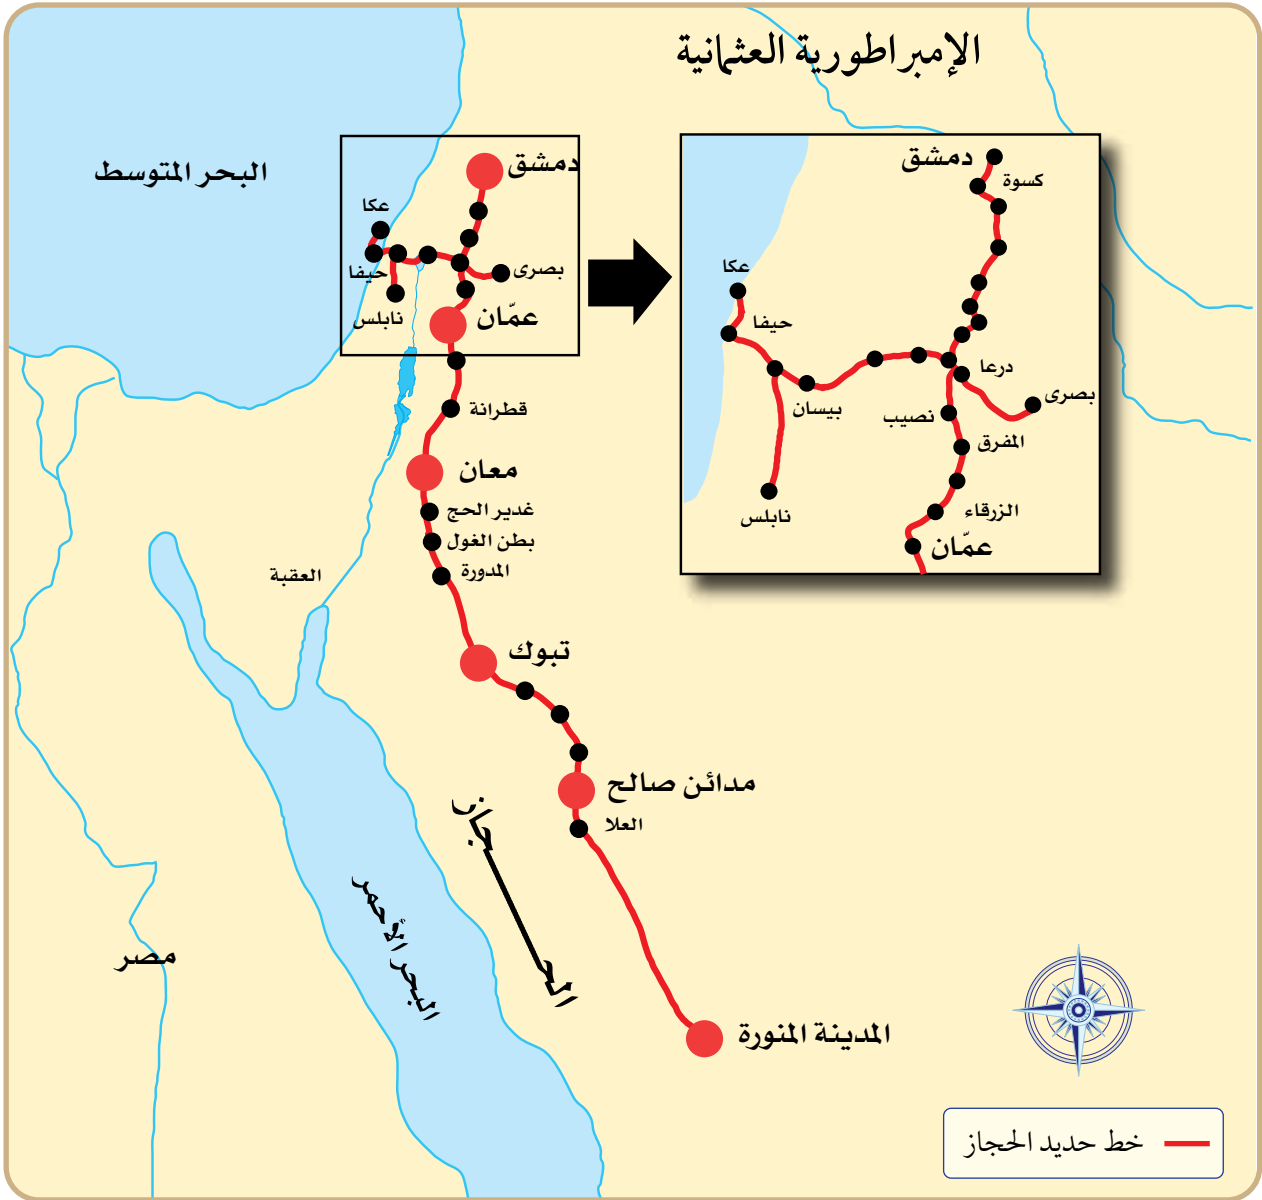 الإمبراطورية العثمانية
البحر المتوسط
دمشق
عكا
حيفا
بصرى
نابلس
عمّان
قطرانة
معان
غدير الحج
بطن الغول
المدورة
العقبة
تبوك
مدائن صالح
العلا
الحجاز
البحر الأحمر
مصر
المدينة المنورة
دمشق
كسوة
عكا
حيفا
درعا
بصرى
بيسان
نصيب
المفرق
نابلس
الزرقاء
عمّان
خط حديد الحجاز